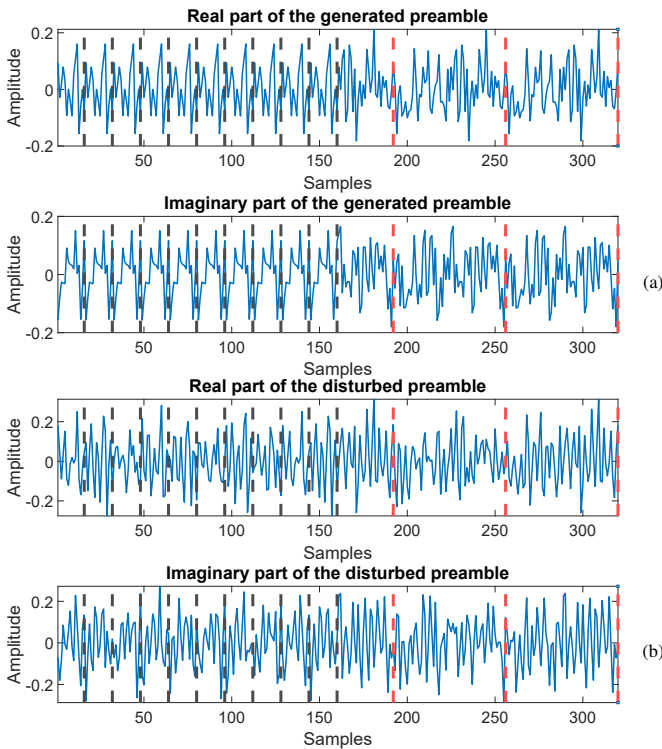 Real part of the generated preamble
0.2
0
-0.2
Amplitude
50 100 150 200 250 300
Samples
Imaginary part of the generated preamble
0.2
0
-0.2
Amplitude
(a)
50 100 150 200 250 300
Samples
Real part of the disturbed preamble
0.2
0
-0.2
Amplitude
50 100 150 200 250 300
Samples
Imaginary part of the disturbed preamble
0.2
0
-0.2
Amplitude
(b)
50 100 150 200 250 300
Samples